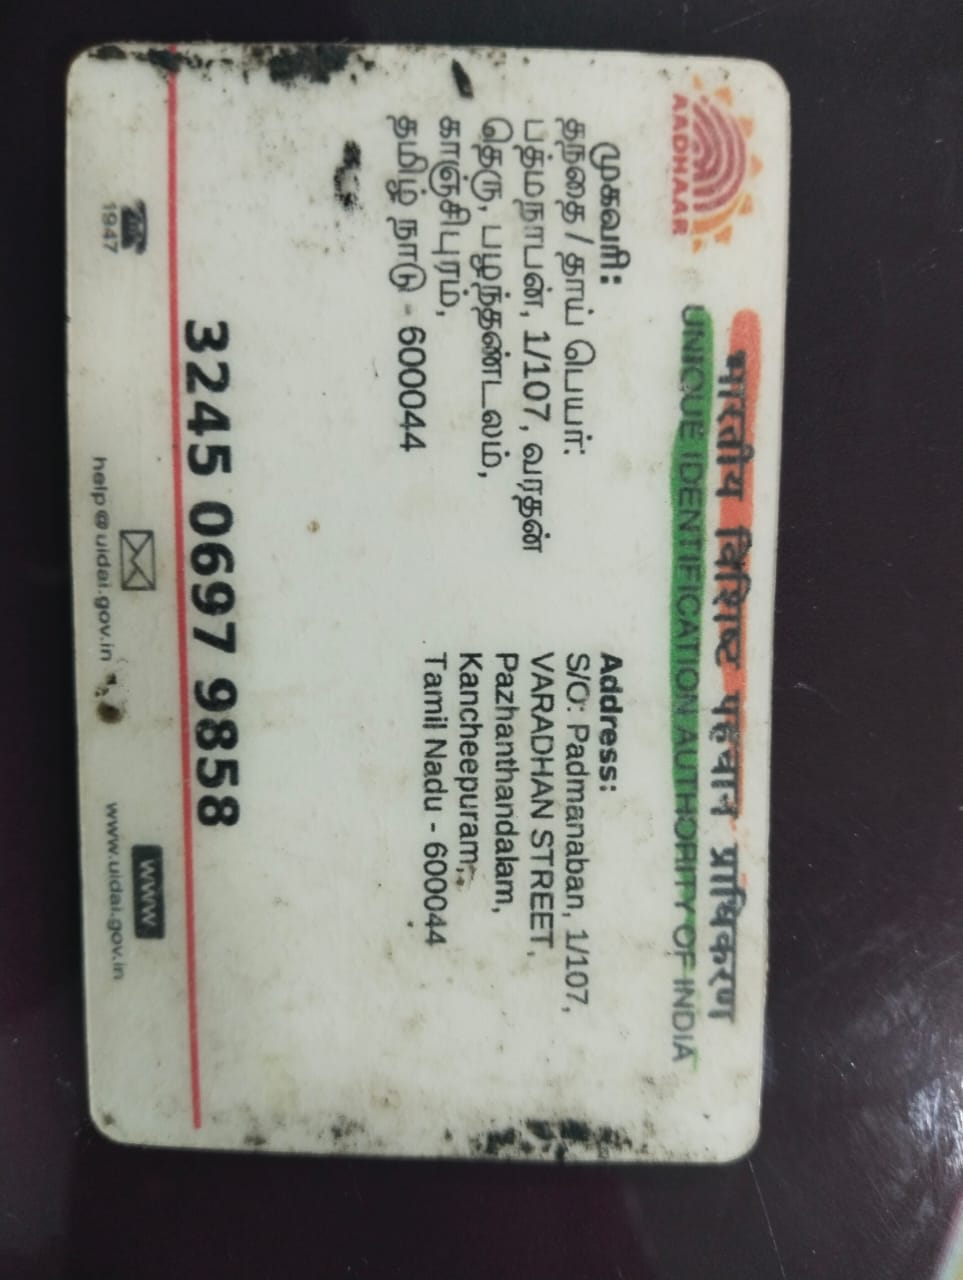 AADHAAR
भारतीय विशिष्ट पहचान प्राधिकरण
UNIQUE IDENTIFICATION AUTHORITY OF INDIA
முகவரி:
தந்தை / தாய் பெயர்:
பத்மநாபன், 1/107, வரதன்
தெரு, பழந்தண்டலம்,
காஞ்சிபுரம்,
தமிழ் நாடு - 600044
Address:
S/O: Padmanaban, 1/107,
VARADHAN STREET,
Pazhanthandalam,
Kancheepuram,
Tamil Nadu - 600044
3245 0697 9858
1947
help@uidai.gov.in
www
www.uidai.gov.in